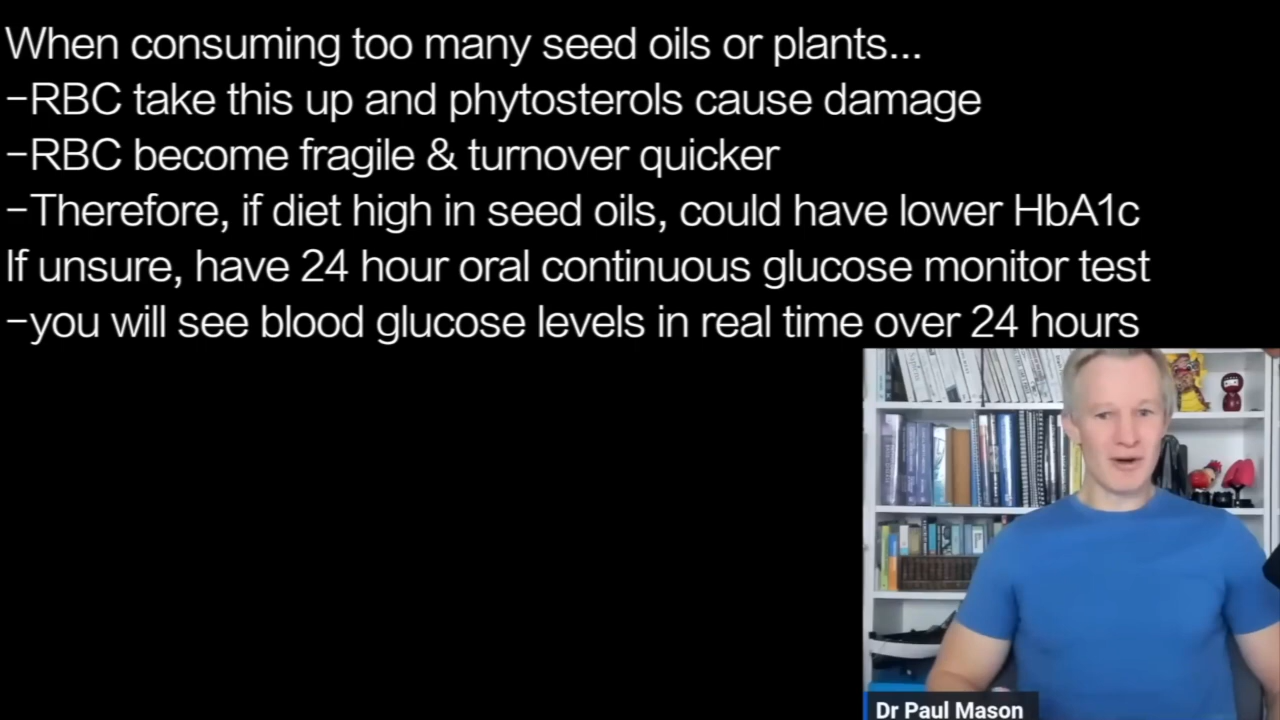 When consuming too many seed oils or plants...
-RBC take this up and phytosterols cause damage
-RBC become fragile & turnover quicker
-Therefore, if diet high in seed oils, could have lower HbA1c
If unsure, have 24 hour oral continuous glucose monitor test
-you will see blood glucose levels in real time over 24 hours
Dr Paul Mason